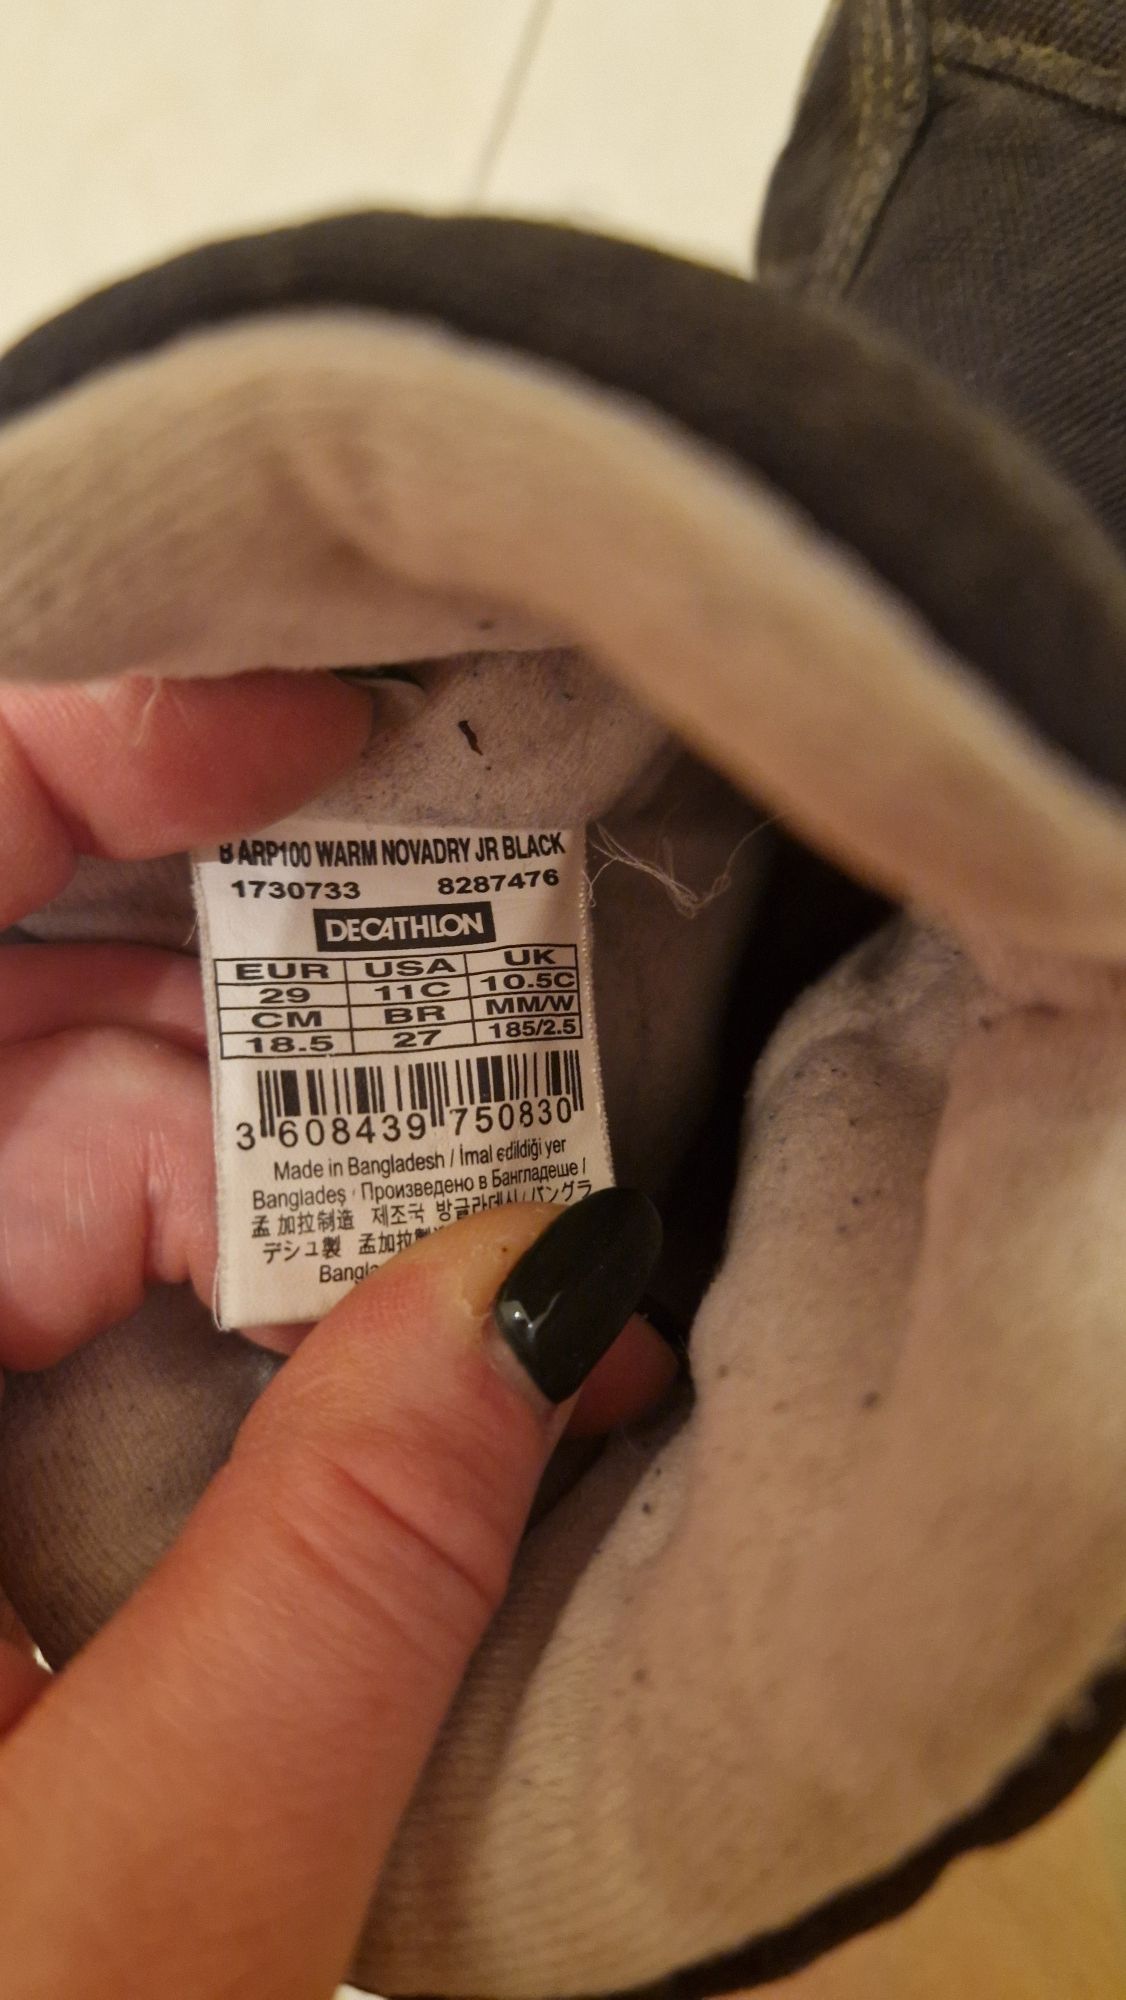 B ARP100 WARM NOVADRY JR BLACK
1730733 8287476
DECATHLON
EUR USA UK
29 11C 10.5C
CM BR MM/W
18.5 27 185/2.5
3 608439 750830
Made in Bangladesh / İmal edildiği yer
Bangladeş / Произведено в Бангладеше /
孟加拉制造 제조국 방글라데시 / バングラ
デシュ製 孟加拉